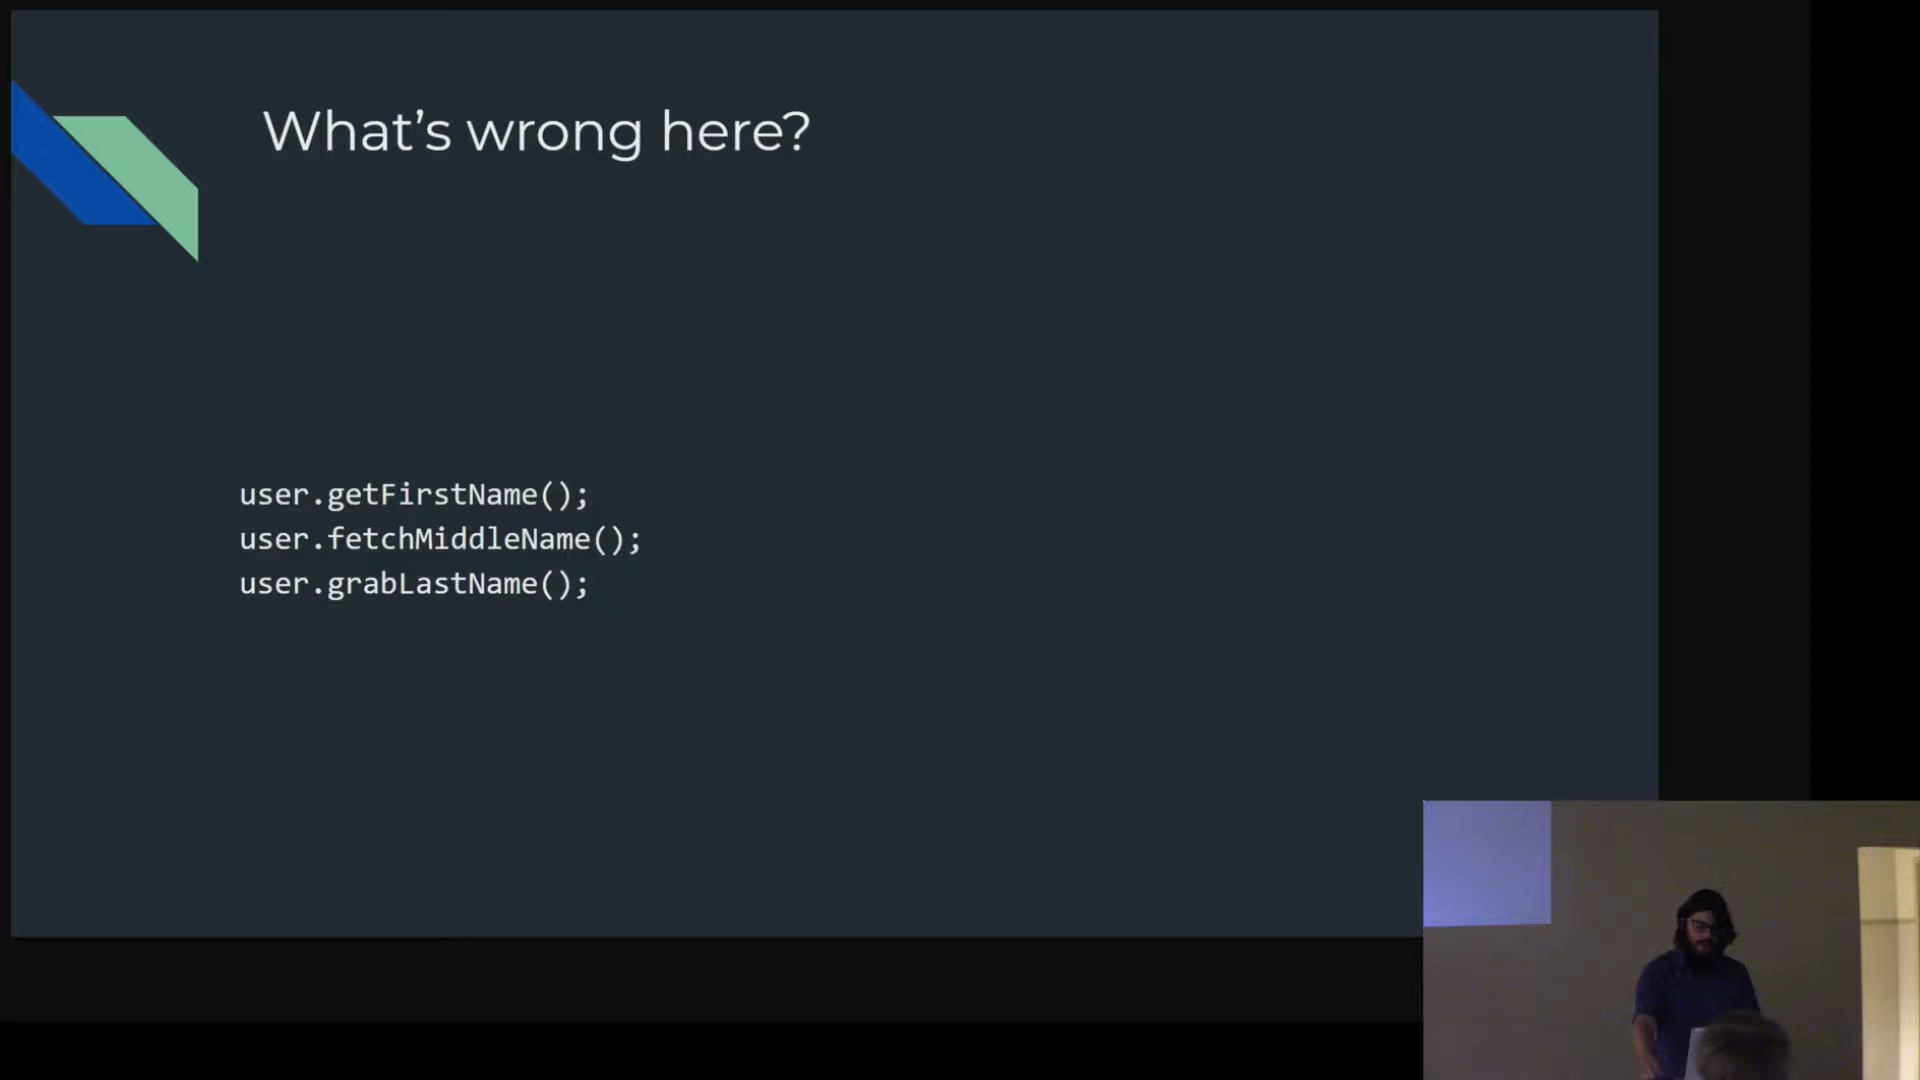 What’s wrong here?
user.getFirstName();
user.fetchMiddleName();
user.grabLastName();